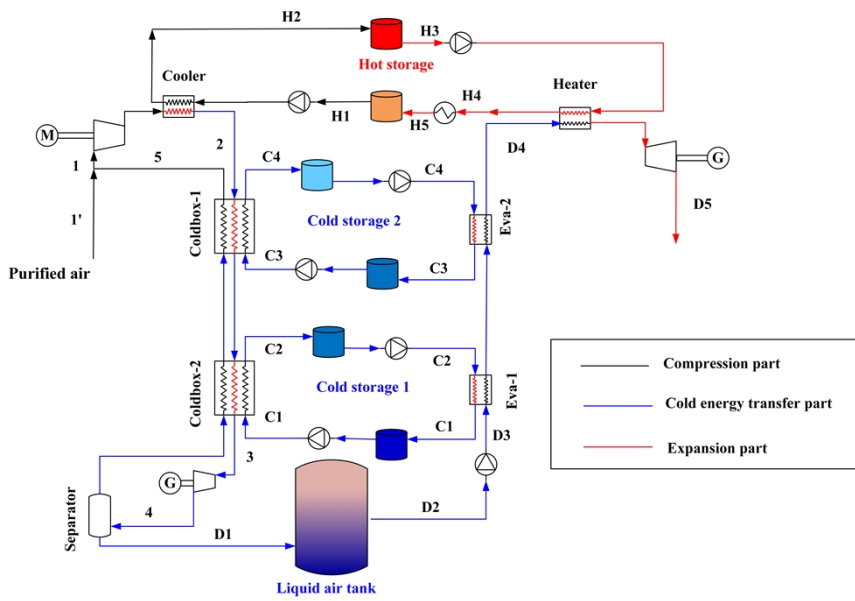 H2
H3
Hot storage
Cooler
Heater
H1
H4
H5
M
2
D4
G
1
5
C4
C4
D5
1'
Coldbox-1
Cold storage 2
Eva-2
Purified air
C3
C3
C2
C2
Compression part
Coldbox-2
Cold storage 1
Eva-1
Cold energy transfer part
C1
C1
D3
Expansion part
3
G
Separator
4
D2
D1
Liquid air tank